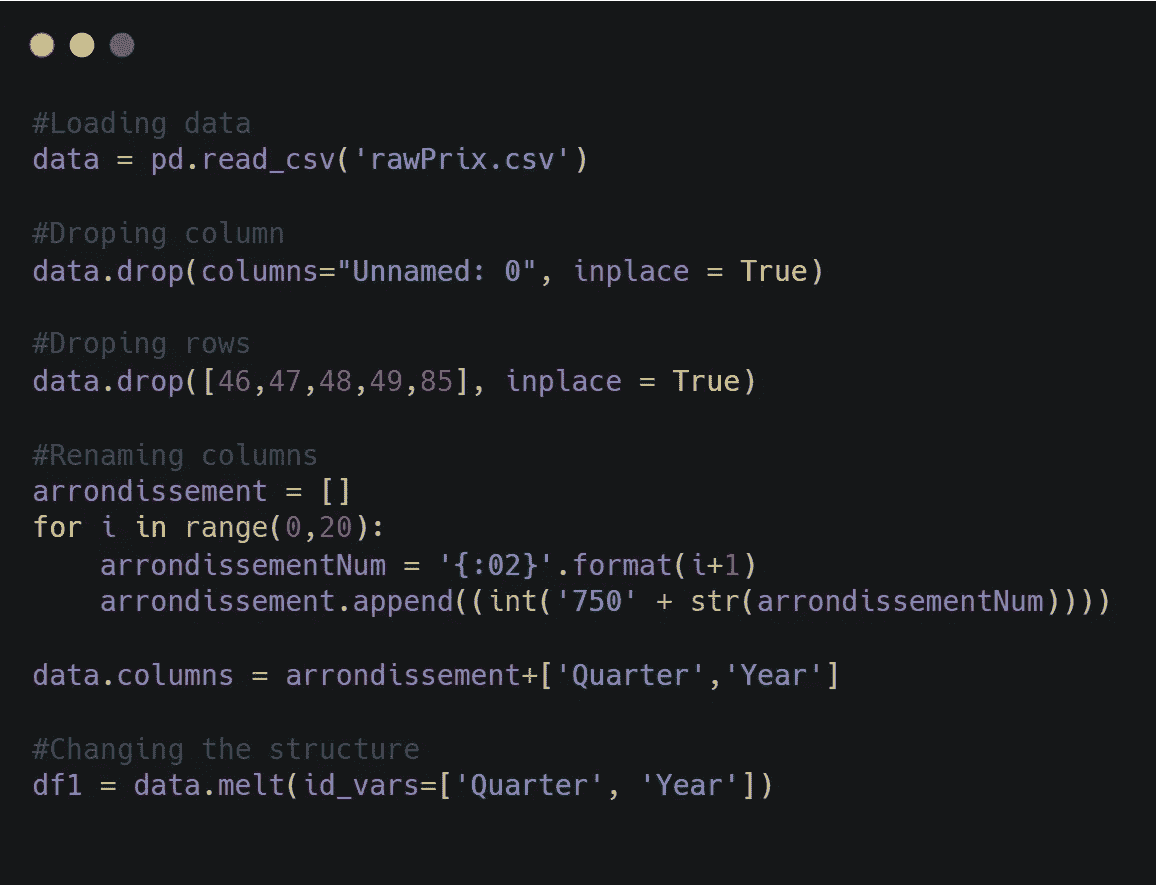 #Loading data
data = pd.read_csv('rawPrix.csv')
#Droping column
data.drop(columns="Unnamed: 0", inplace = True)
#Droping rows
data.drop([46,47,48,49,85], inplace = True)
#Renaming columns
arrondissement = []
for i in range(0,20):
    arrondissementNum = '{:02}'.format(i+1)
    arrondissement.append((int('750' + str(arrondissementNum))))
data.columns = arrondissement+['Quarter','Year']
#Changing the structure
df1 = data.melt(id_vars=['Quarter', 'Year'])